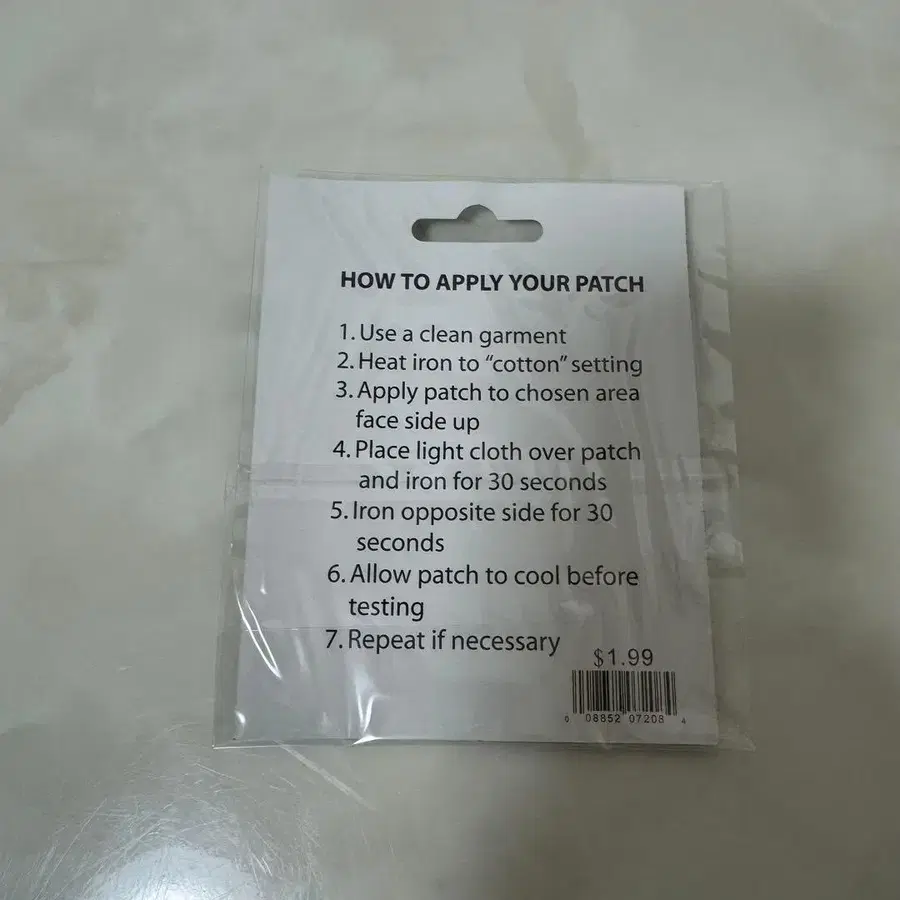 HOW TO APPLY YOUR PATCH
1. Use a clean garment
2. Heat iron to “cotton” setting
3. Apply patch to chosen area
face side up
4. Place light cloth over patch
and iron for 30 seconds
5. Iron opposite side for 30
seconds
6. Allow patch to cool before
testing
7. Repeat if necessary
$1.99
0 08852 07208 4